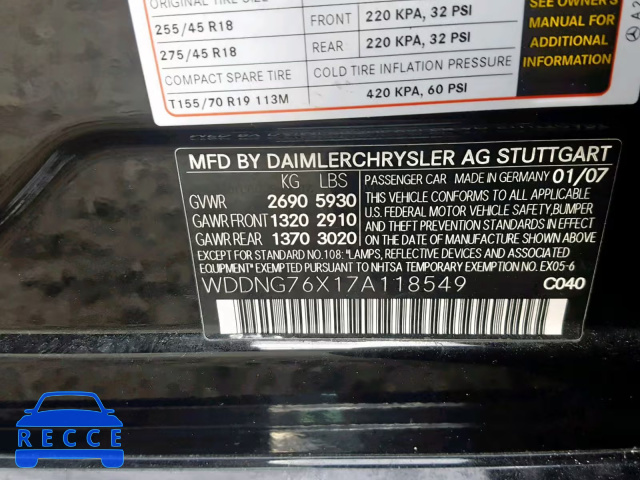 ORIGINAL TIRE SIZE
255/45 R18 FRONT 220 KPA, 32 PSI
275/45 R18 REAR 220 KPA, 32 PSI
COMPACT SPARE TIRE COLD TIRE INFLATION PRESSURE
T155/70 R19 113M 420 KPA, 60 PSI
SEE OWNER'S
MANUAL FOR
ADDITIONAL
INFORMATION
MFD BY DAIMLERCHRYSLER AG STUTTGART
KG LBS PASSENGER CAR MADE IN GERMANY 01/07
GVWR 2690 5930
GAWR FRONT 1320 2910
GAWR REAR 1370 3020
THIS VEHICLE CONFORMS TO ALL APPLICABLE
U.S. FEDERAL MOTOR VEHICLE SAFETY, BUMPER
AND THEFT PREVENTION STANDARDS IN EFFECT
ON THE DATE OF MANUFACTURE SHOWN ABOVE.
EXCEPT FOR STANDARD NO.108: "LAMPS, REFLECTIVE DEVICES AND ASSOCIATED
EQUIPMENT" EXEMPTED PURSUANT TO NHTSA TEMPORARY EXEMPTION NO. EX05-6
WDDNG76X17A118549 C040
RECCE